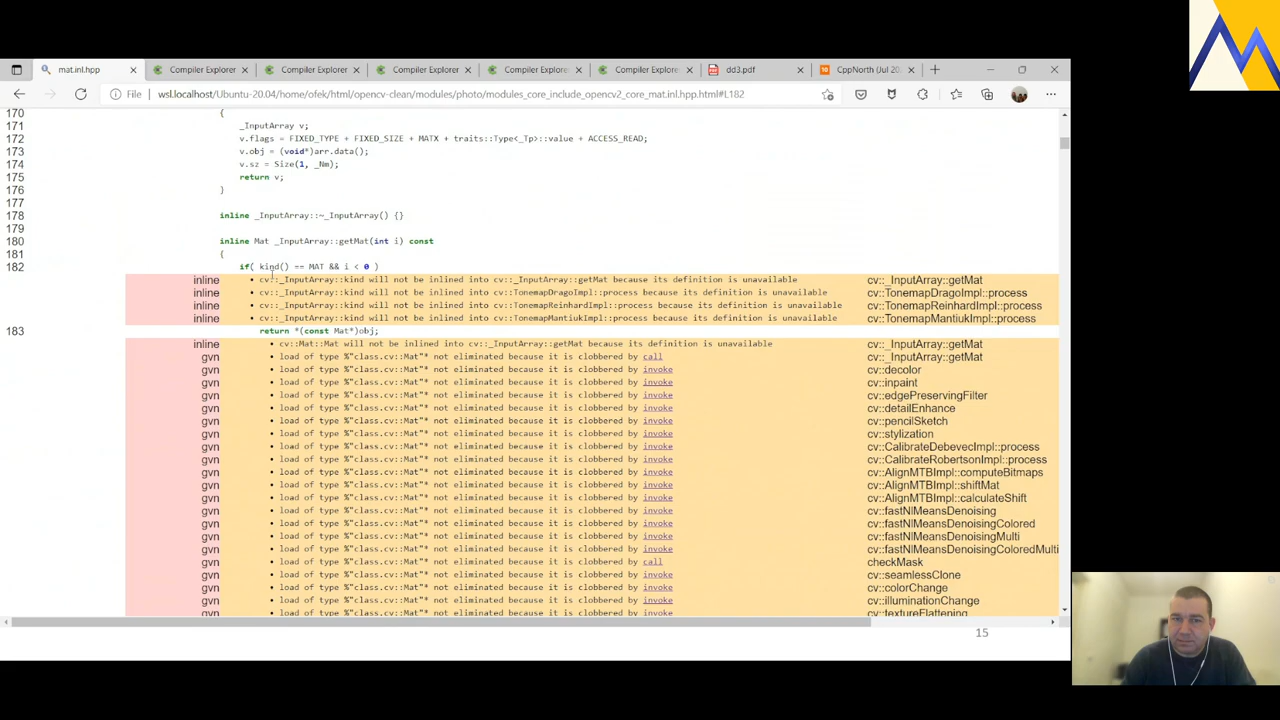 mat.inl.hpp
Compiler Explorer
Compiler Explorer
Compiler Explorer
Compiler Explorer
Compiler Explorer
dd3.pdf
CppNorth (Jul 20
File
wsl.localhost/Ubuntu-20.04/home/ofek/html/opencv-clean/modules/photo/modules_core_include_opencv2_core_mat.inl.hpp.html#L182
170 {
171 _InputArray v;
172 v.flags = FIXED_TYPE + FIXED_SIZE + MATX + traits::Type<_Tp>::value + ACCESS_READ;
173 v.obj = (void*)arr.data();
174 v.sz = Size(1, _Nm);
175 return v;
176 }
177
178 inline _InputArray::~_InputArray() {}
179
180 inline Mat _InputArray::getMat(int i) const
181 {
182 if( kind() == MAT && i < 0 )
inline • cv::_InputArray::kind will not be inlined into cv::_InputArray::getMat because its definition is unavailable cv::_InputArray::getMat
inline • cv::_InputArray::kind will not be inlined into cv::TonemapDragoImpl::process because its definition is unavailable cv::TonemapDragoImpl::process
inline • cv::_InputArray::kind will not be inlined into cv::TonemapReinhardImpl::process because its definition is unavailable cv::TonemapReinhardImpl::process
inline • cv::_InputArray::kind will not be inlined into cv::TonemapMantiukImpl::process because its definition is unavailable cv::TonemapMantiukImpl::process
183 return *(const Mat*)obj;
inline • cv::Mat::Mat will not be inlined into cv::_InputArray::getMat because its definition is unavailable cv::_InputArray::getMat
gvn • load of type %"class.cv::Mat"* not eliminated because it is clobbered by call cv::_InputArray::getMat
gvn • load of type %"class.cv::Mat"* not eliminated because it is clobbered by invoke cv::decolor
gvn • load of type %"class.cv::Mat"* not eliminated because it is clobbered by invoke cv::inpaint
gvn • load of type %"class.cv::Mat"* not eliminated because it is clobbered by invoke cv::edgePreservingFilter
gvn • load of type %"class.cv::Mat"* not eliminated because it is clobbered by invoke cv::detailEnhance
gvn • load of type %"class.cv::Mat"* not eliminated because it is clobbered by invoke cv::pencilSketch
gvn • load of type %"class.cv::Mat"* not eliminated because it is clobbered by invoke cv::stylization
gvn • load of type %"class.cv::Mat"* not eliminated because it is clobbered by invoke cv::CalibrateDebevecImpl::process
gvn • load of type %"class.cv::Mat"* not eliminated because it is clobbered by invoke cv::CalibrateRobertsonImpl::process
gvn • load of type %"class.cv::Mat"* not eliminated because it is clobbered by invoke cv::AlignMTBImpl::computeBitmaps
gvn • load of type %"class.cv::Mat"* not eliminated because it is clobbered by invoke cv::AlignMTBImpl::shiftMat
gvn • load of type %"class.cv::Mat"* not eliminated because it is clobbered by invoke cv::AlignMTBImpl::calculateShift
gvn • load of type %"class.cv::Mat"* not eliminated because it is clobbered by invoke cv::fastNlMeansDenoising
gvn • load of type %"class.cv::Mat"* not eliminated because it is clobbered by invoke cv::fastNlMeansDenoisingColored
gvn • load of type %"class.cv::Mat"* not eliminated because it is clobbered by invoke cv::fastNlMeansDenoisingMulti
gvn • load of type %"class.cv::Mat"* not eliminated because it is clobbered by invoke cv::fastNlMeansDenoisingColoredMulti
gvn • load of type %"class.cv::Mat"* not eliminated because it is clobbered by call checkMask
gvn • load of type %"class.cv::Mat"* not eliminated because it is clobbered by invoke cv::seamlessClone
gvn • load of type %"class.cv::Mat"* not eliminated because it is clobbered by invoke cv::colorChange
gvn • load of type %"class.cv::Mat"* not eliminated because it is clobbered by invoke cv::illuminationChange
gvn • load of type %"class.cv::Mat"* not eliminated because it is clobbered by invoke cv::textureFlattening
15